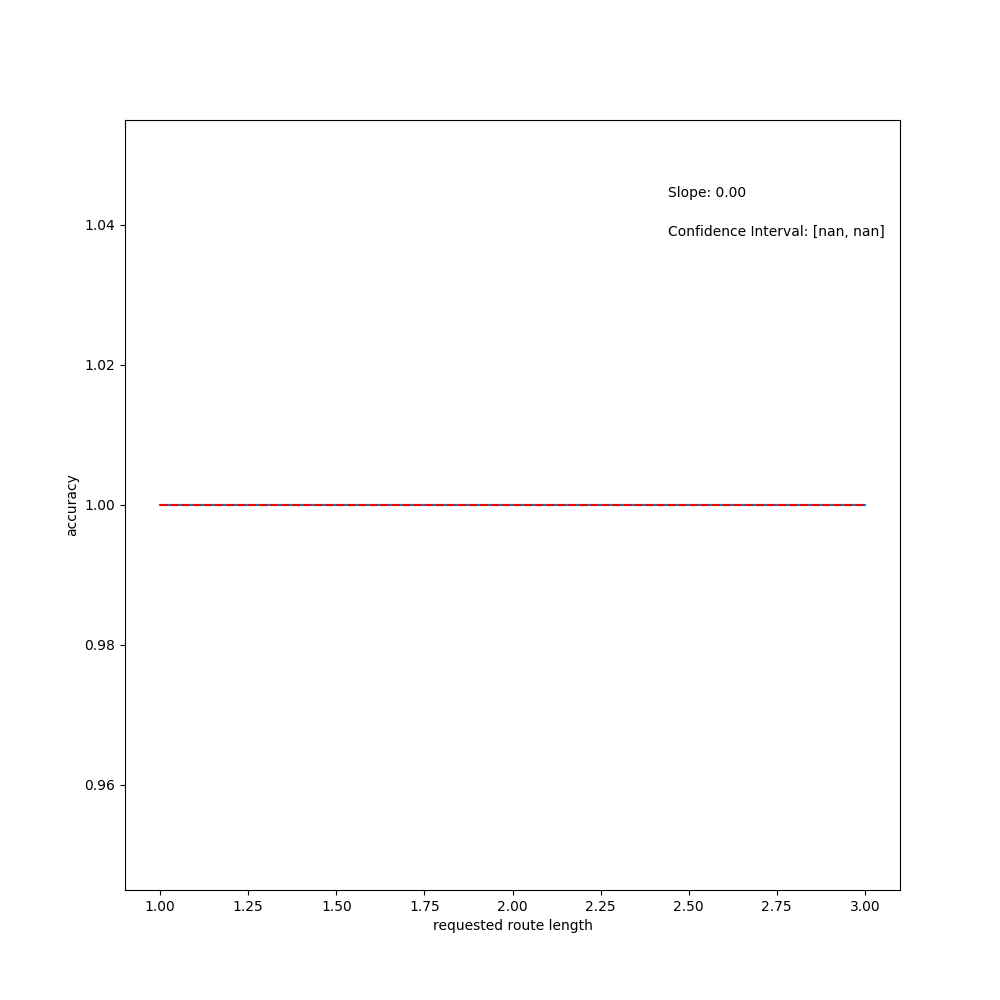 Slope: 0.00
Confidence Interval: [nan, nan]
1.04
1.02
1.00
0.98
0.96
accuracy
1.00 1.25 1.50 1.75 2.00 2.25 2.50 2.75 3.00
requested route length